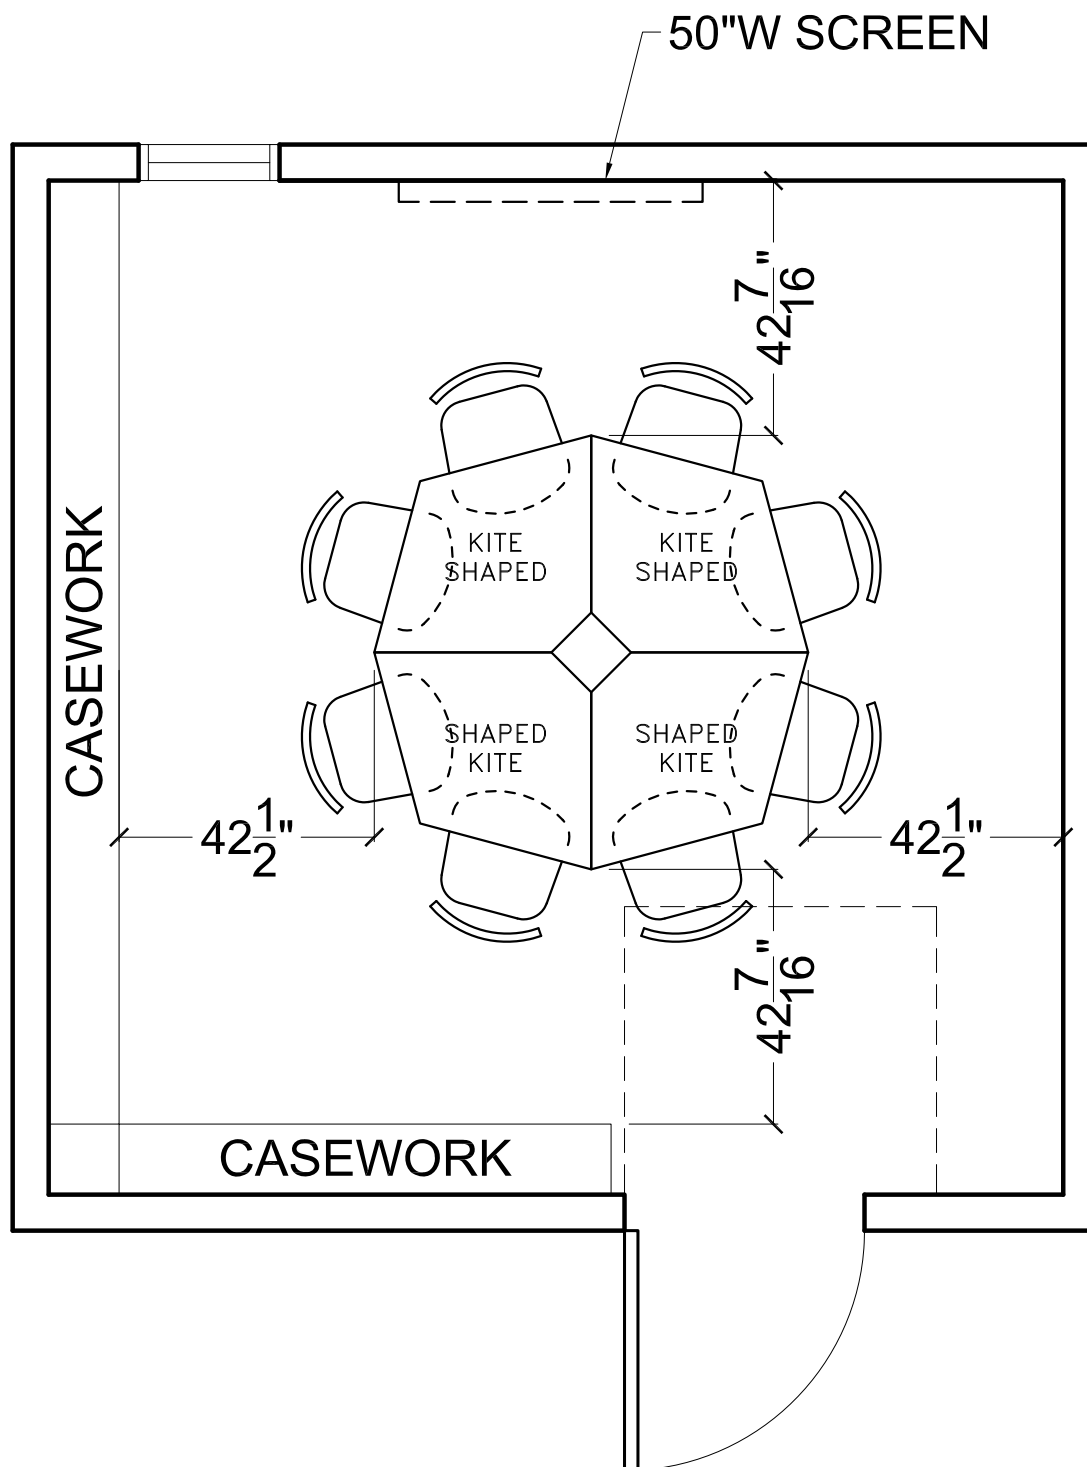 50"W SCREEN
42 7/16"
KITE
SHAPED
KITE
SHAPED
CASEWORK
SHAPED
KITE
SHAPED
KITE
42 1/2"
42 1/2"
42 7/16"
CASEWORK